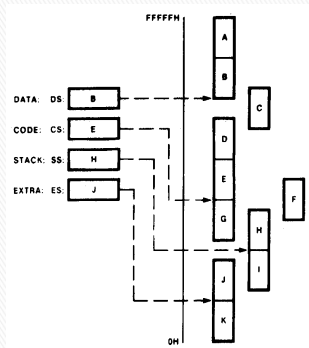 FFFFFH
A
B
DATA: DS: B
C
CODE: CS: E
D
STACK: SS: H
E
EXTRA: ES: J
F
G
H
I
J
K
0H